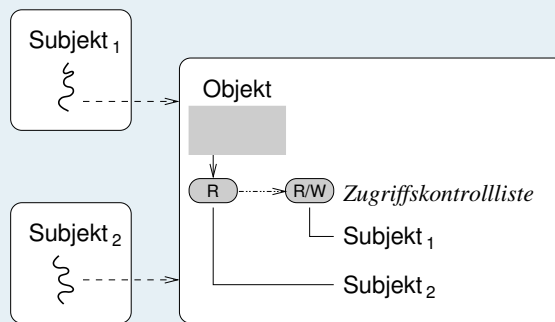 Subjekt 1
Objekt
R
R/W
Zugriffskontrollliste
Subjekt 2
Subjekt 1
Subjekt 2